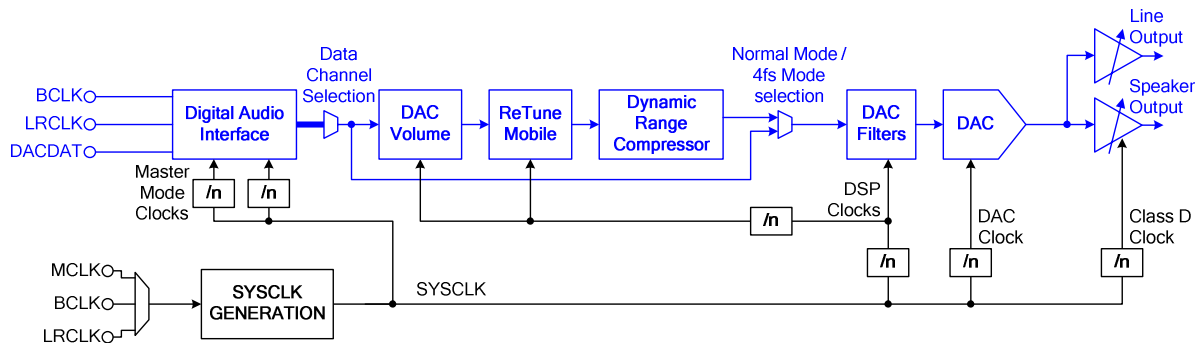 Line
Output
Normal Mode /
4fs Mode
selection
Data
Channel
Selection
Speaker
Output
BCLK
LRCLK
DACDAT
Digital Audio
Interface
DAC
Volume
ReTune
Mobile
Dynamic
Range
Compressor
DAC
Filters
DAC
Master
Mode
Clocks
/n
/n
/n
DSP
Clocks
DAC
Clock
Class D
Clock
/n
/n
/n
MCLK
BCLK
LRCLK
SYSCLK
GENERATION
SYSCLK